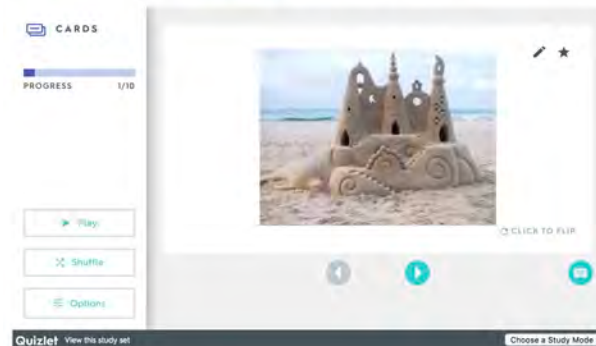 CARDS
PROGRESS 1/10
Play
Shuffle
Options
CLICK TO FLIP
Quizlet View this study set
Choose a Study Mode